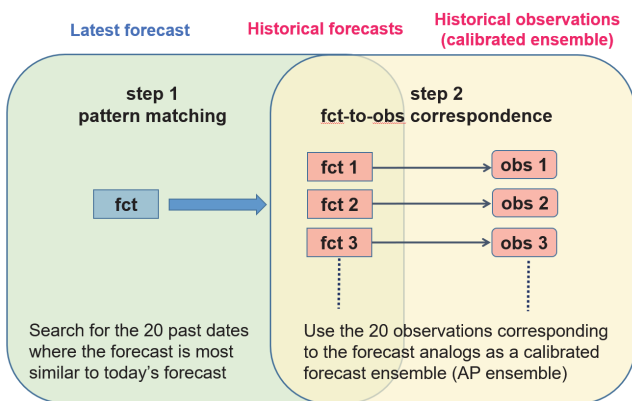 Latest forecast
Historical forecasts
Historical observations
(calibrated ensemble)
step 1
pattern matching
step 2
fct-to-obs correspondence
fct
fct 1
obs 1
fct 2
obs 2
fct 3
obs 3
Search for the 20 past dates
where the forecast is most
similar to today's forecast
Use the 20 observations corresponding
to the forecast analogs as a calibrated
forecast ensemble (AP ensemble)